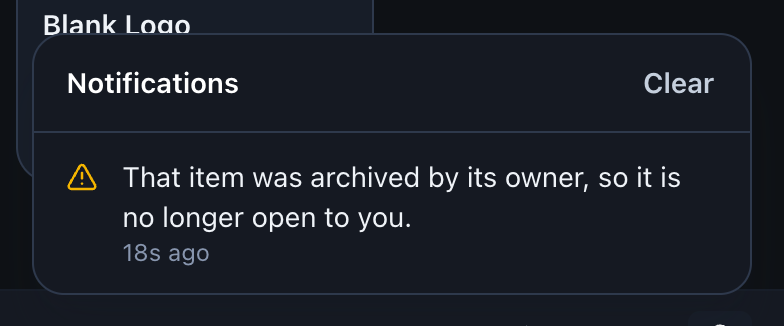 Blank Logo
Notifications
Clear
That item was archived by its owner, so it is
no longer open to you.
18s ago